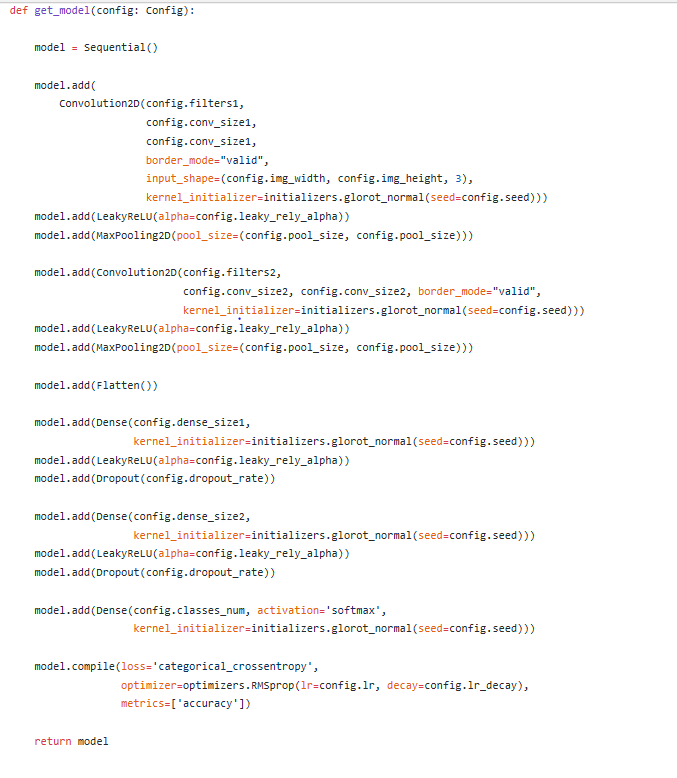 def get_model(config: Config):
model = Sequential()
model.add(
Convolution2D(config.filters1,
config.conv_size1,
config.conv_size1,
border_mode="valid",
input_shape=(config.img_width, config.img_height, 3),
kernel_initializer=initializers.glorot_normal(seed=config.seed)))
model.add(LeakyReLU(alpha=config.leaky_rely_alpha))
model.add(MaxPooling2D(pool_size=(config.pool_size, config.pool_size)))
model.add(Convolution2D(config.filters2,
config.conv_size2, config.conv_size2, border_mode="valid",
kernel_initializer=initializers.glorot_normal(seed=config.seed)))
model.add(LeakyReLU(alpha=config.leaky_rely_alpha))
model.add(MaxPooling2D(pool_size=(config.pool_size, config.pool_size)))
model.add(Flatten())
model.add(Dense(config.dense_size1,
kernel_initializer=initializers.glorot_normal(seed=config.seed)))
model.add(LeakyReLU(alpha=config.leaky_rely_alpha))
model.add(Dropout(config.dropout_rate))
model.add(Dense(config.dense_size2,
kernel_initializer=initializers.glorot_normal(seed=config.seed)))
model.add(LeakyReLU(alpha=config.leaky_rely_alpha))
model.add(Dropout(config.dropout_rate))
model.add(Dense(config.classes_num, activation='softmax',
kernel_initializer=initializers.glorot_normal(seed=config.seed)))
model.compile(loss='categorical_crossentropy',
optimizer=optimizers.RMSprop(lr=config.lr, decay=config.lr_decay),
metrics=['accuracy'])
return model